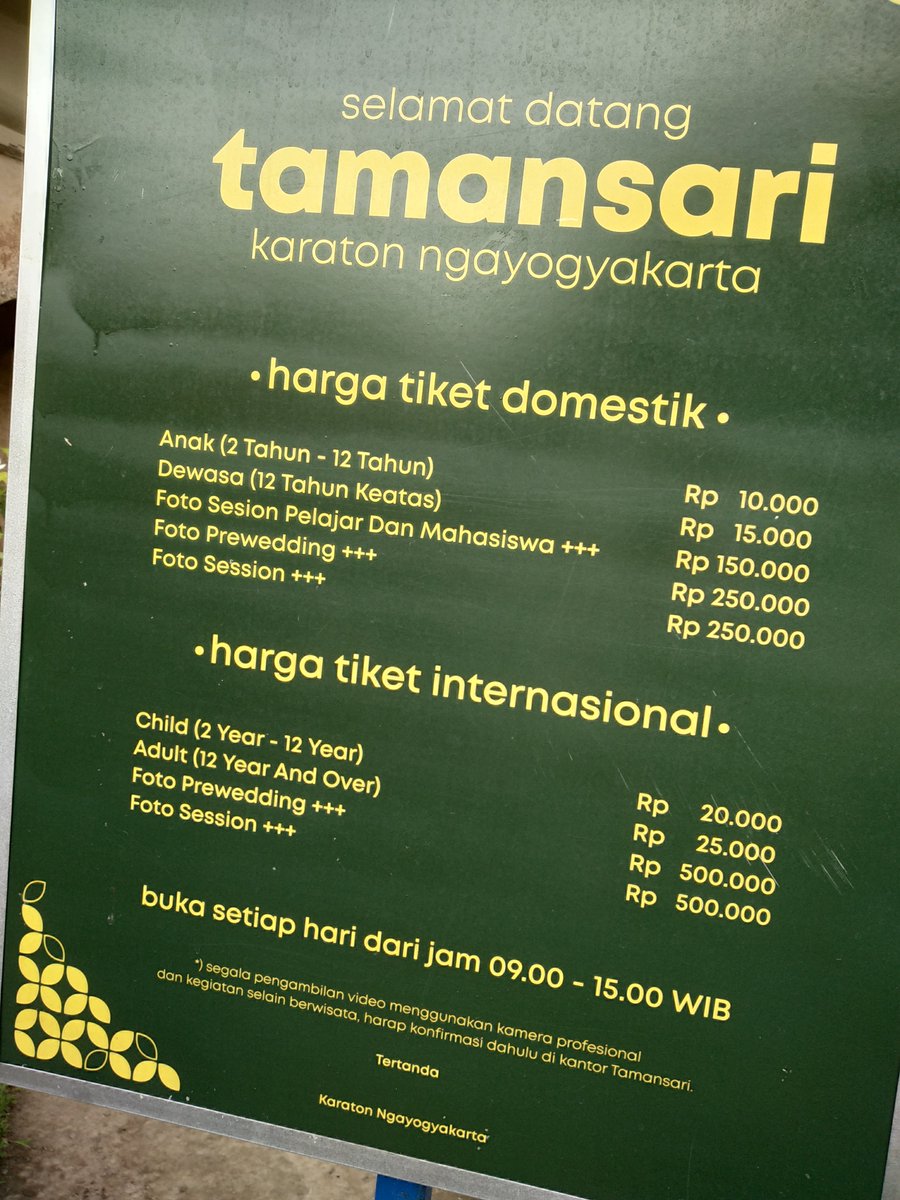 selamat datang
tamansari
karaton ngayogyakarta
•harga tiket domestik•
Anak (2 Tahun - 12 Tahun) Rp 10.000
Dewasa (12 Tahun Keatas) Rp 15.000
Foto Sesion Pelajar Dan Mahasiswa +++ Rp 150.000
Foto Prewedding +++ Rp 250.000
Foto Session +++ Rp 250.000
•harga tiket internasional•
Child (2 Year - 12 Year) Rp 20.000
Adult (12 Year And Over) Rp 25.000
Foto Prewedding +++ Rp 500.000
Foto Session +++ Rp 500.000
buka setiap hari dari jam 09.00 - 15.00 WIB
*) segala pengambilan video menggunakan kamera profesional
dan kegiatan selain berwisata, harap konfirmasi dahulu di kantor Tamansari.
Tertanda
Karaton Ngayogyakarta